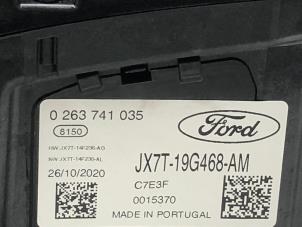 0 263 741 035
8150
Ford
HW:JX7T-14F236-AG
N/W:JX7T-14F236-AL
JX7T-19G468-AM
26/10/2020
C7E3F
0015370
MADE IN PORTUGAL